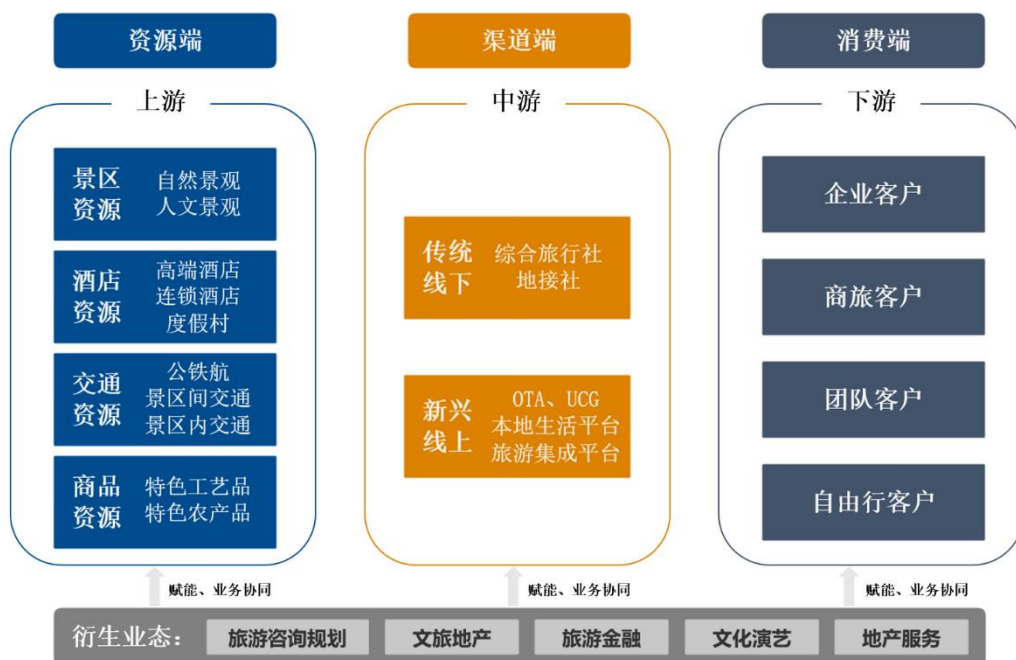 资源端
渠道端
消费端
上游
景区
资源
自然景观
人文景观
酒店
资源
高端酒店
连锁酒店
度假村
交通
资源
公铁航
景区间交通
景区内交通
商品
资源
特色工艺品
特色农产品
中游
传统
线下
综合旅行社
地接社
新兴
线上
OTA、UCG
本地生活平台
旅游集成平台
下游
企业客户
商旅客户
团队客户
自由行客户
赋能、业务协同
赋能、业务协同
赋能、业务协同
衍生业态：
旅游咨询规划
文旅地产
旅游金融
文化演艺
地产服务